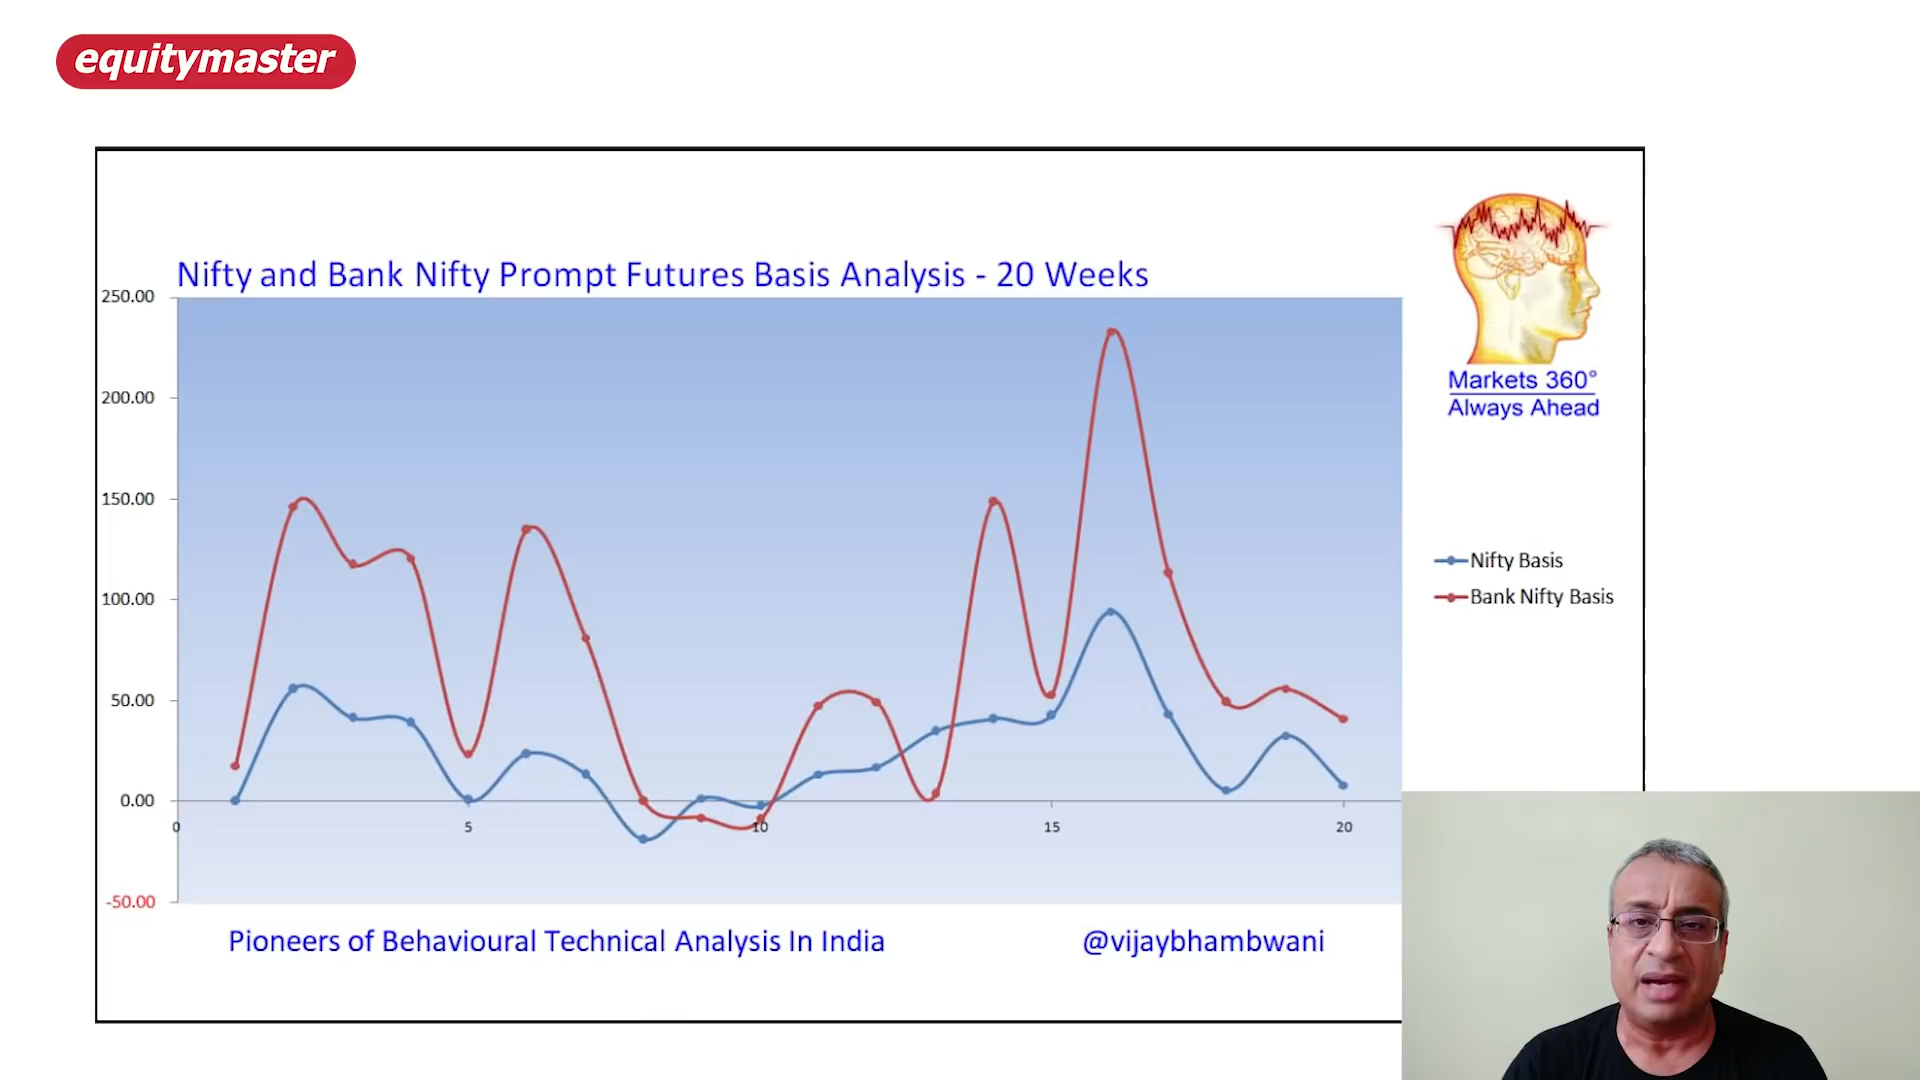 equitymaster
Nifty and Bank Nifty Prompt Futures Basis Analysis - 20 Weeks
250.00
200.00
150.00
100.00
50.00
0.00
-50.00
0 5 10 15 20
Markets 360°
Always Ahead
Nifty Basis
Bank Nifty Basis
Pioneers of Behavioural Technical Analysis In India @vijaybhambwani